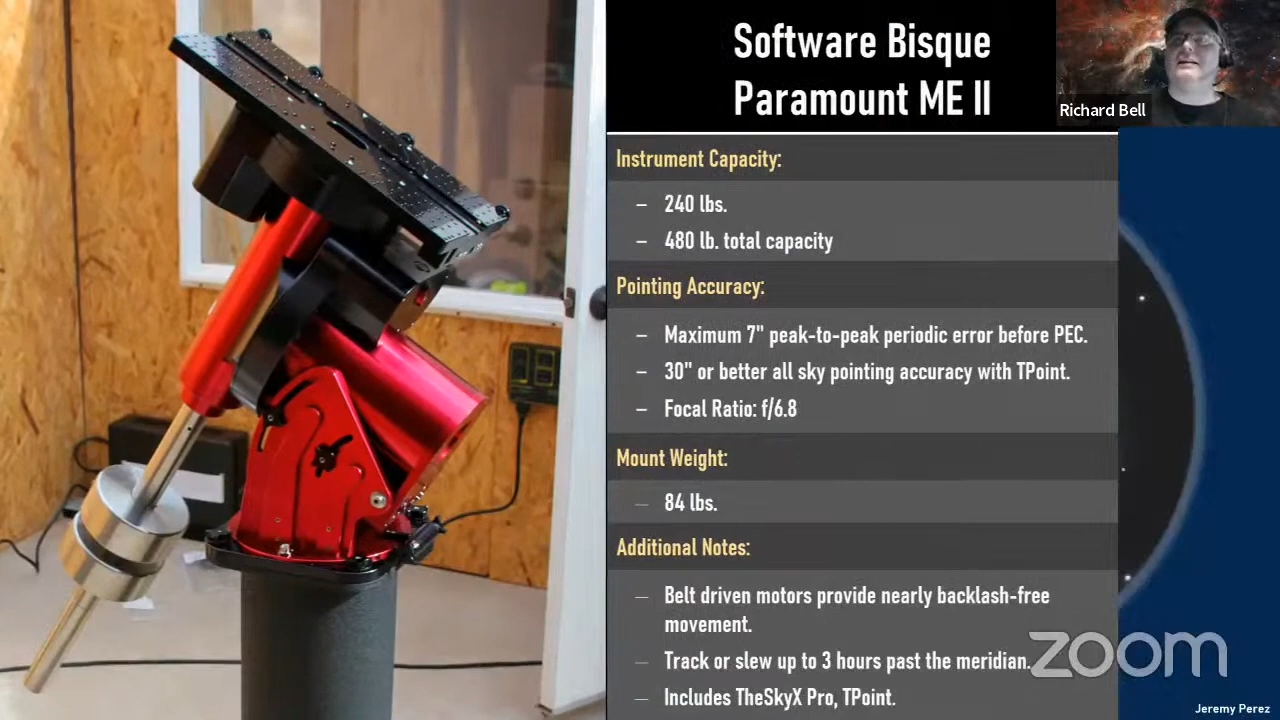 Software Bisque
Paramount ME II
Richard Bell
Instrument Capacity:
– 240 lbs.
– 480 lb. total capacity
Pointing Accuracy:
– Maximum 7" peak-to-peak periodic error before PEC.
– 30" or better all sky pointing accuracy with TPoint.
– Focal Ratio: f/6.8
Mount Weight:
– 84 lbs.
Additional Notes:
– Belt driven motors provide nearly backlash-free
movement.
– Track or slew up to 3 hours past the meridian.
– Includes TheSkyX Pro, TPoint.
zoom
Jeremy Perez